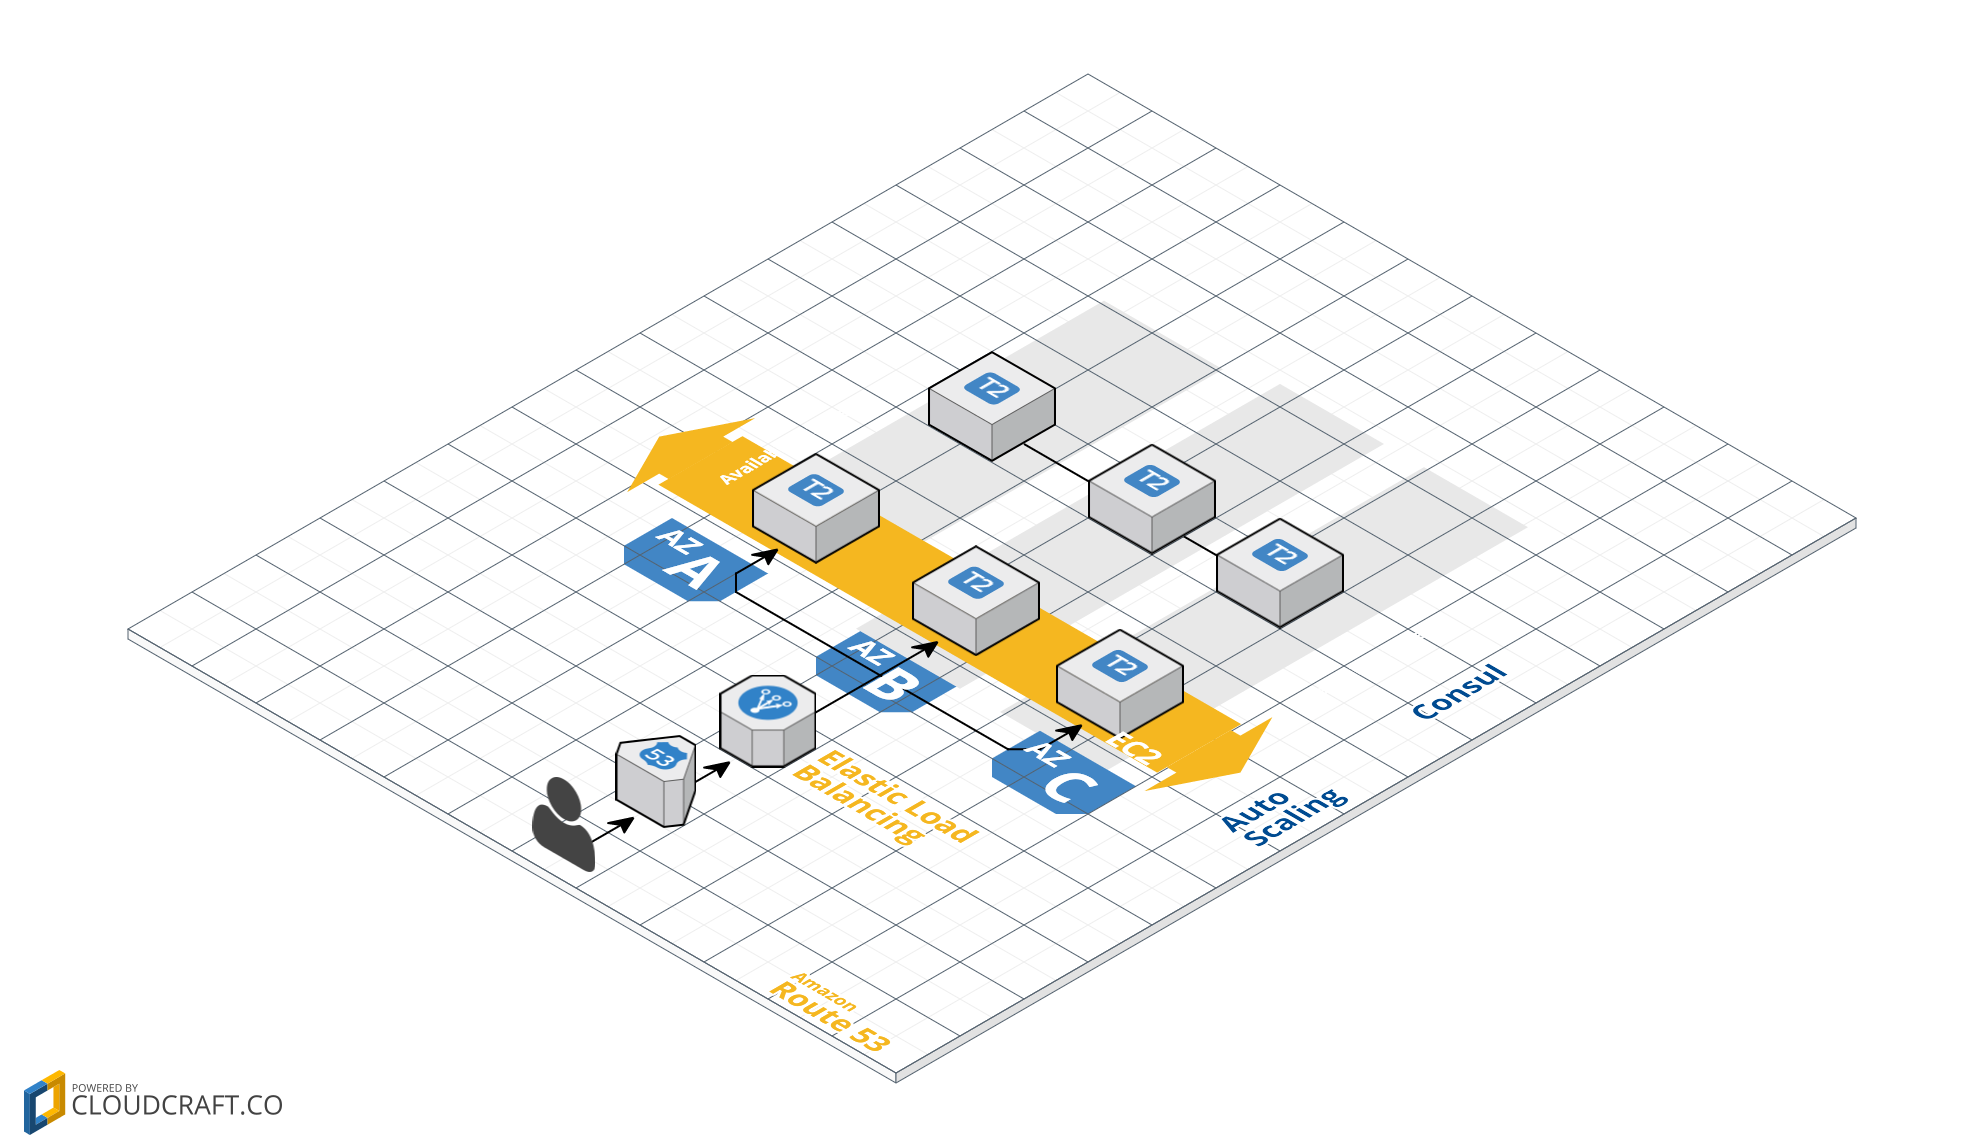 T2
T2
T2
Availa
T2
T2
T2
AZ
A
AZ
B
AZ
C
EC2
53
Elastic Load
Balancing
Consul
Auto
Scaling
Amazon
Route 53
POWERED BY
CLOUDCRAFT.CO